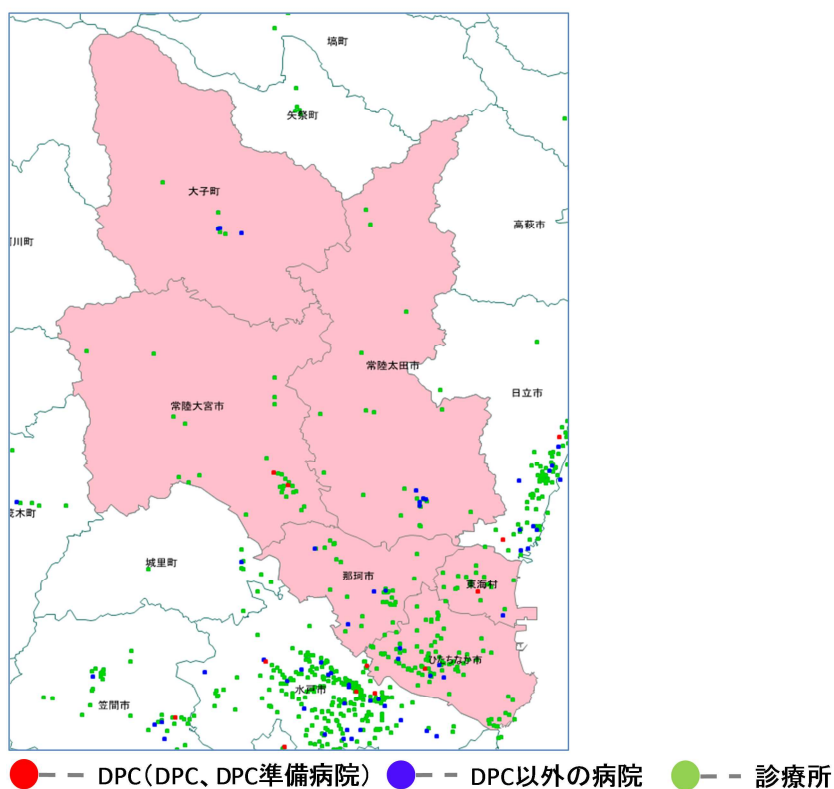 塙町
矢祭町
大子町
高萩市
川町
常陸太田市
日立市
常陸大宮市
茂木町
城里町
那珂市
東海村
ひたちなか市
水戸市
笠間市
DPC(DPC、DPC準備病院) DPC以外の病院 診療所